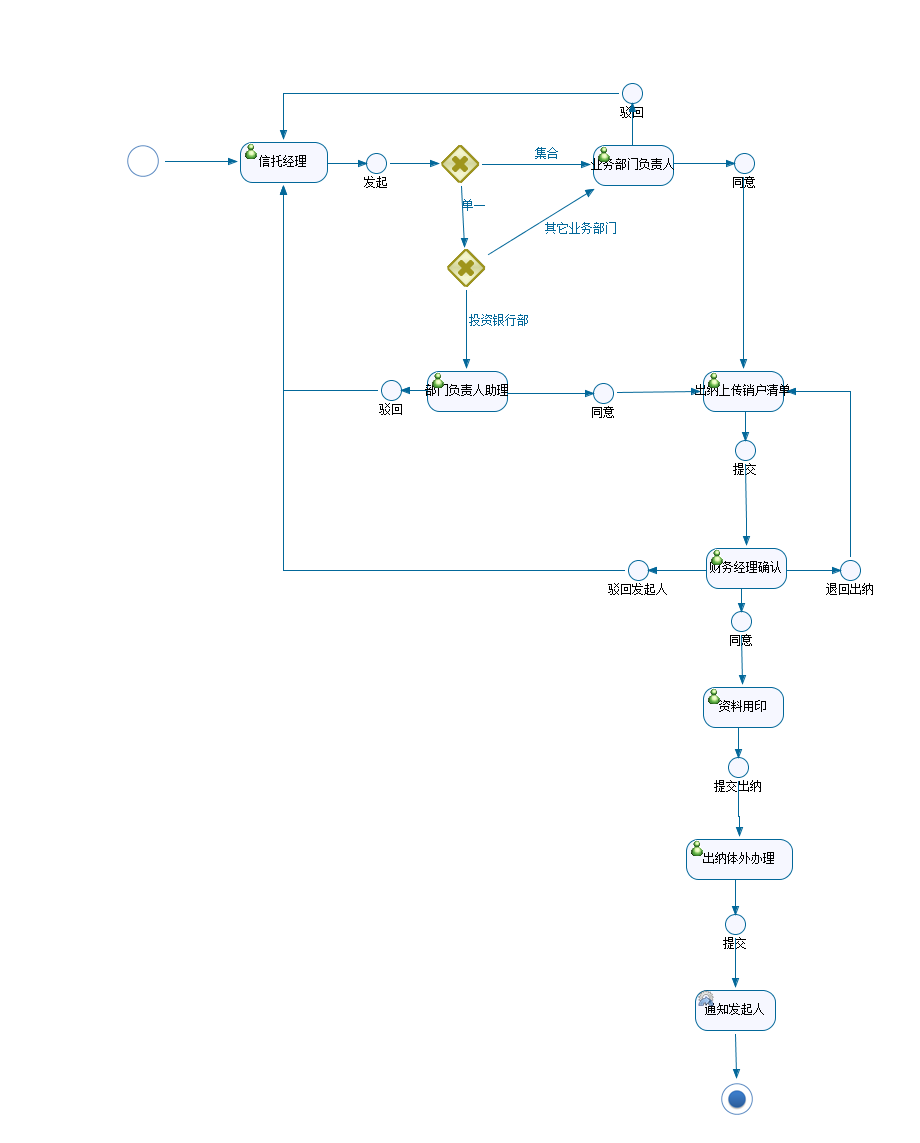 驳回
信托经理
发起
集合
业务部门负责人
同意
单一
其它业务部门
投资银行部
驳回
部门负责人助理
同意
出纳上传销户清单
提交
驳回发起人
财务经理确认
退回出纳
同意
资料用印
提交出纳
出纳体外办理
提交
通知发起人